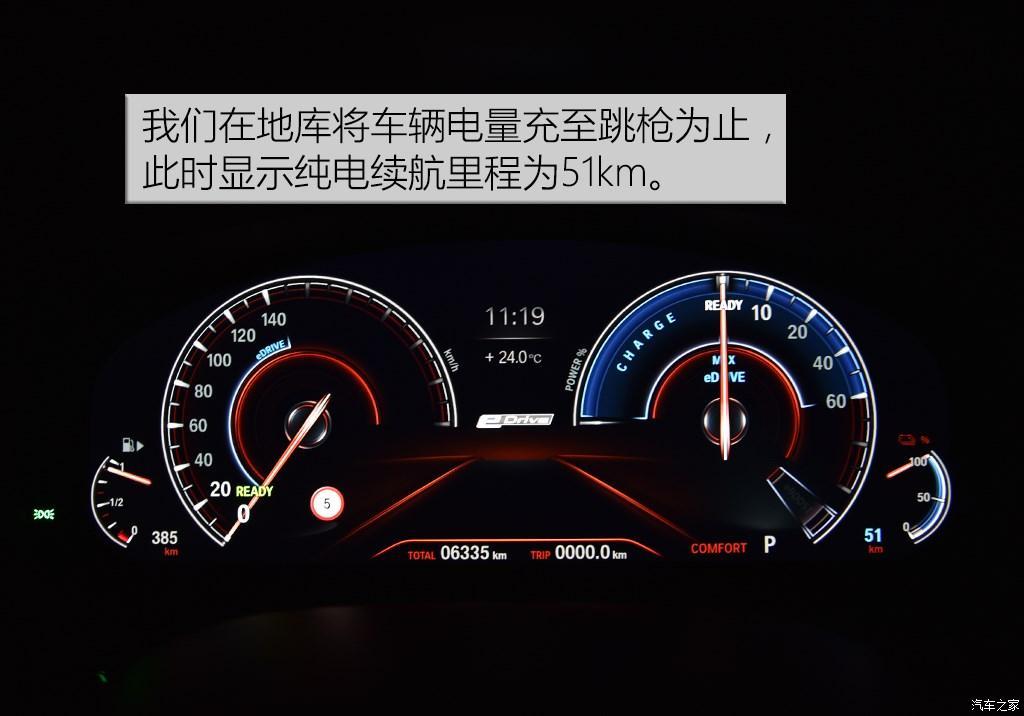 我们在地库将车辆电量充至跳枪为止，
此时显示纯电续航里程为51km。
11:19
+ 24.0°C
140
120
100
80
60
40
20
0
eDRIVE
km/h
READY
5
eDrive
POWER %
CHARGE
READY
10
20
40
60
MAX
eDRIVE
1
1/2
0
385
km
TOTAL 06335 km TRIP 0000.0 km
COMFORT P
%
100
50
0
51
km
汽车之家